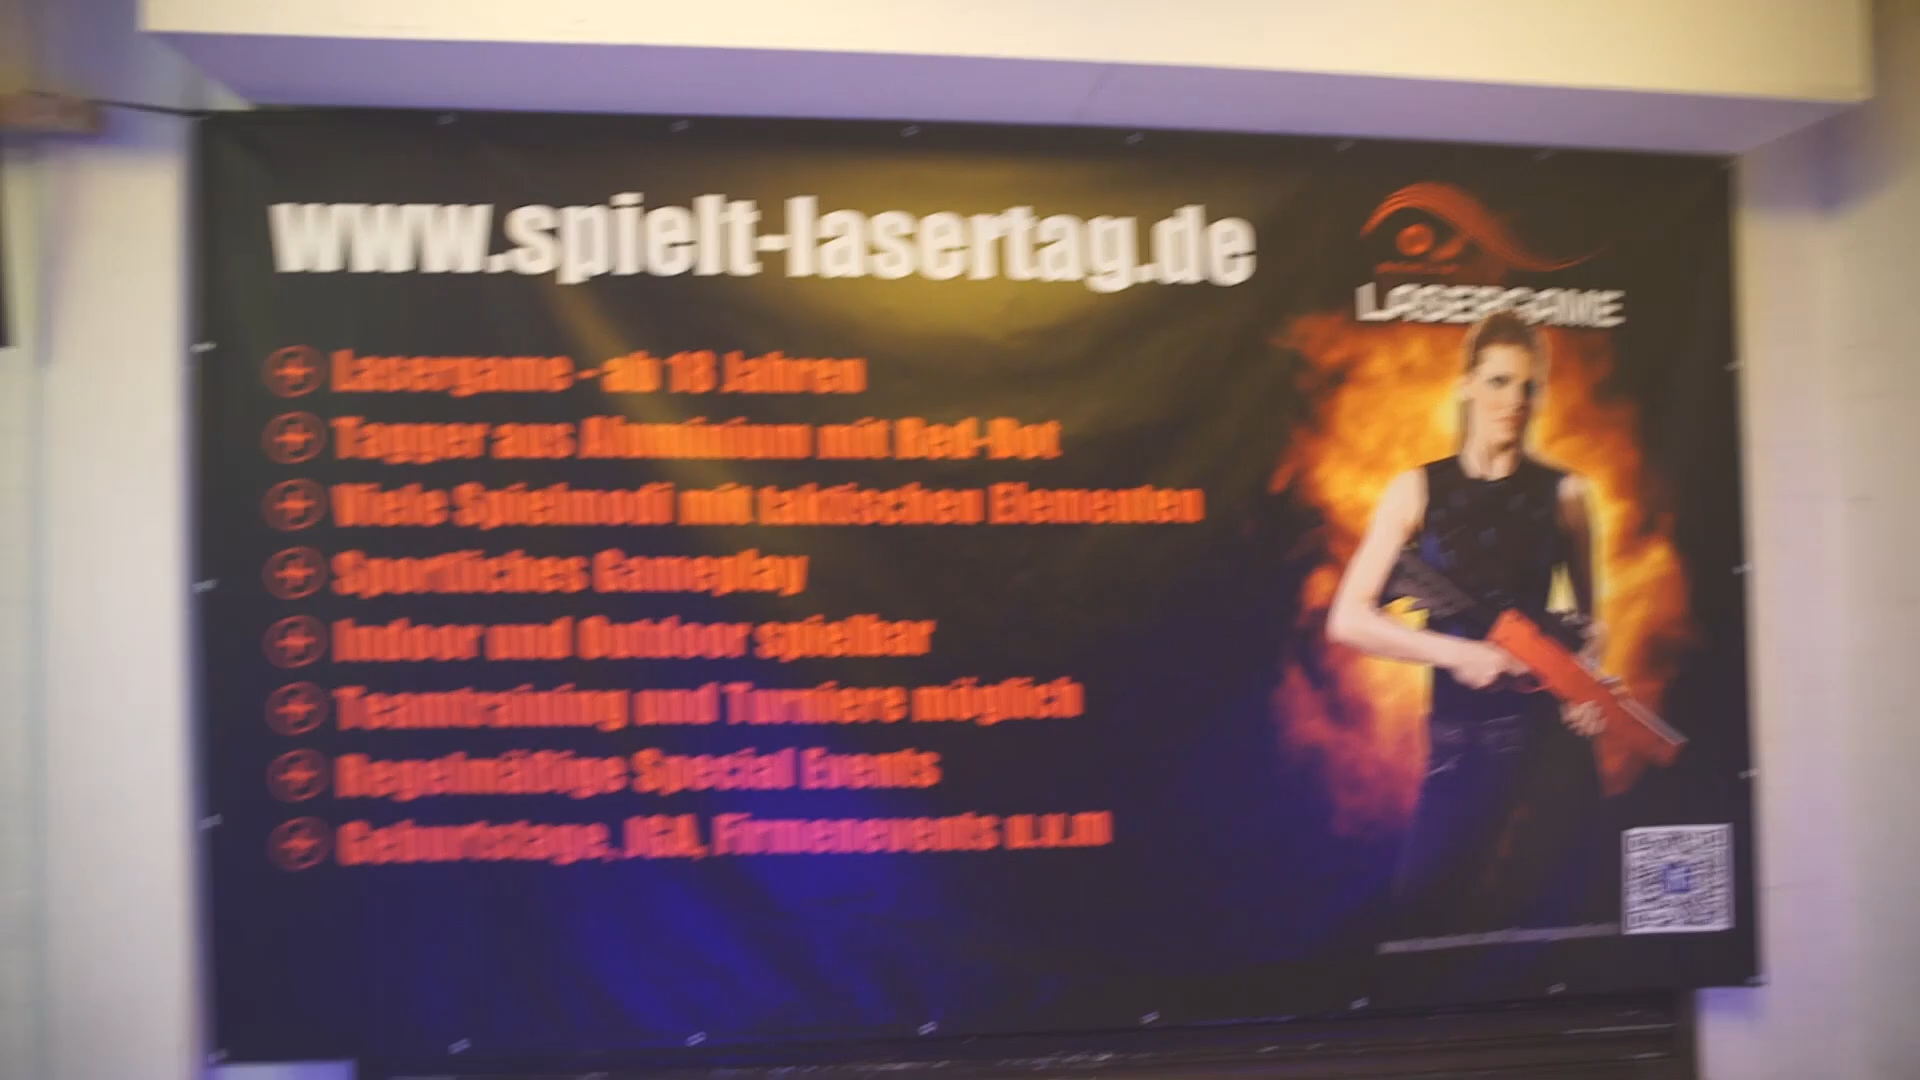 www.spielt-lasertag.de
LASERGAME
Lasergame - ab 18 Jahren
Tagger aus Aluminium mit Red-Dot
Viele Spielmodi mit taktischen Elementen
Sportliches Gameplay
Indoor und Outdoor spielbar
Teamtraining und Turniere möglich
Regelmäßige Special Events
Geburtstage, JGA, Firmenevents u.v.m